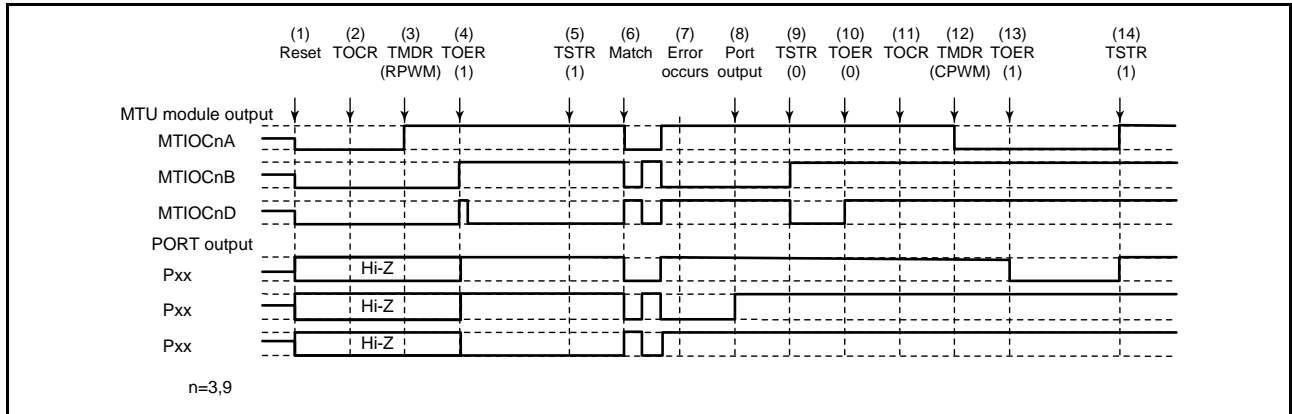 (1) (2) (3) (4) (5) (6) (7) (8) (9) (10) (11) (12) (13) (14)
Reset TOCR TMDR TOER TSTR Match Error Port TSTR TOER TOCR TMDR TOER TSTR
(RPWM) (1) (1) occurs output (0) (0) (CPWM) (1) (1)
MTU module output
MTIOCnA
MTIOCnB
MTIOCnD
PORT output
Pxx Hi-Z
Pxx Hi-Z
Pxx Hi-Z
n=3,9